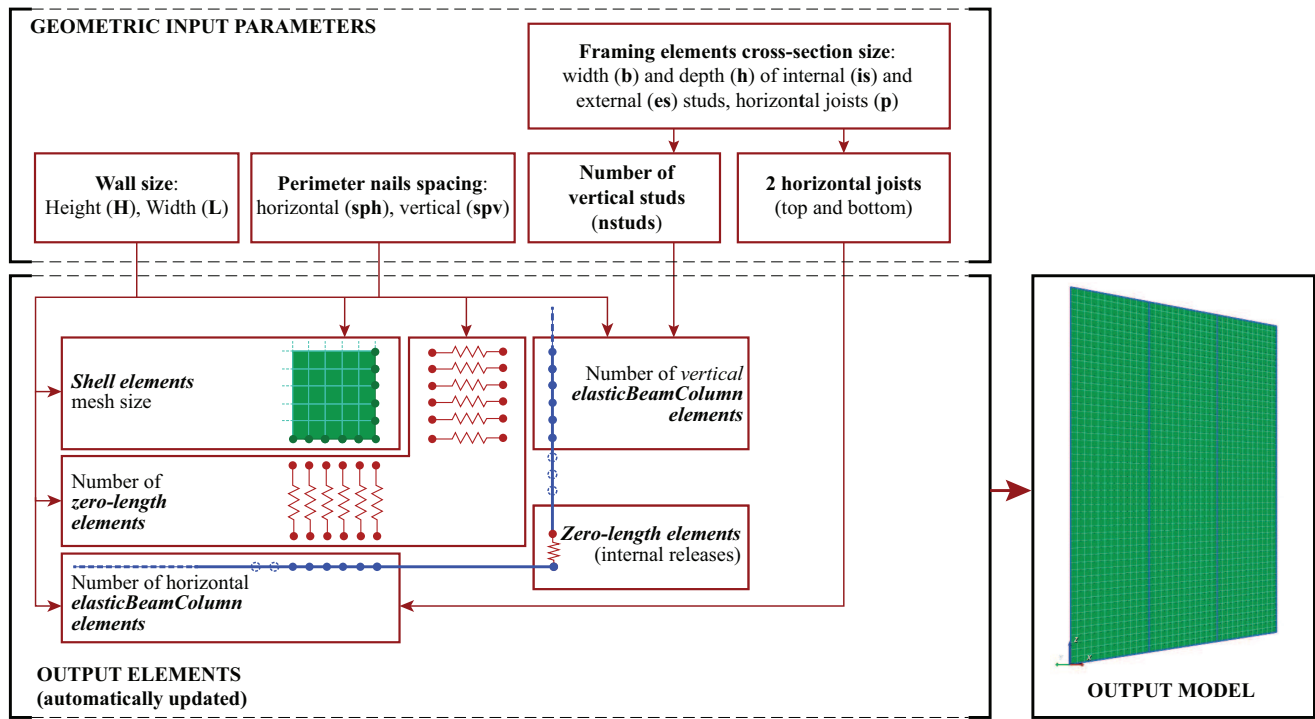 GEOMETRIC INPUT PARAMETERS
Framing elements cross-section size:
width (b) and depth (h) of internal (is) and
external (es) studs, horizontal joists (p)
Wall size:
Height (H), Width (L)
Perimeter nails spacing:
horizontal (sph), vertical (spv)
Number of
vertical studs
(nstuds)
2 horizontal joists
(top and bottom)
Shell elements
mesh size
Number of vertical
elasticBeamColumn
elements
Number of
zero-length
elements
Zero-length elements
(internal releases)
Number of horizontal
elasticBeamColumn
elements
OUTPUT ELEMENTS
(automatically updated)
Z
Y
X
OUTPUT MODEL